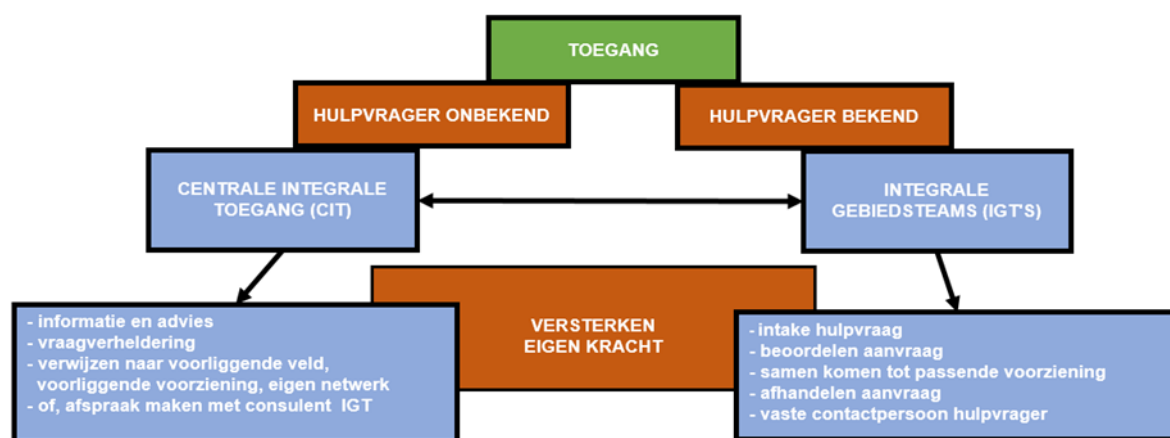 TOEGANG
HULPVRAGER ONBEKEND
HULPVRAGER BEKEND
CENTRALE INTEGRALE
TOEGANG (CIT)
INTEGRALE
GEBIEDSTEAMS (IGT'S)
VERSTERKEN
EIGEN KRACHT
- informatie en advies
- vraagverheldering
- verwijzen naar voorliggende veld,
voorliggende voorziening, eigen netwerk
- of, afspraak maken met consulent IGT
- intake hulpvraag
- beoordelen aanvraag
- samen komen tot passende voorziening
- afhandelen aanvraag
- vaste contactpersoon hulpvrager